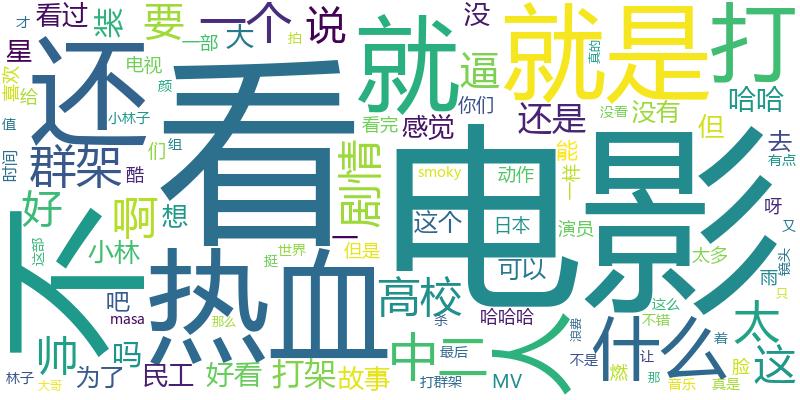 才 看过 装 要 一个 说 没 拍 真的 打
星 喜欢 给 电视 一部 大 就 逼 就是 哈哈
还 看 颜 值 小林子 你们 没看 没有 但
时间 群架 们 组 酷 看完 感觉 还是 能 去 有点
好 啊 想 剧情 smoky 动作 一样 电影
不 这部 小林 一 这个 日本 演员 呀 又
热血 挺 世界 但是 可以 太多 雨 镜头
吧 masa 那么 高校 哈哈哈 这么 只
帅 吗 杀 浪费 不错 着 太
林子 大哥 为了 民工 好看 打架 故事 中二 人 什么 这
打群架 最后 MV 不是 燃 让 那 音乐 脸 真是